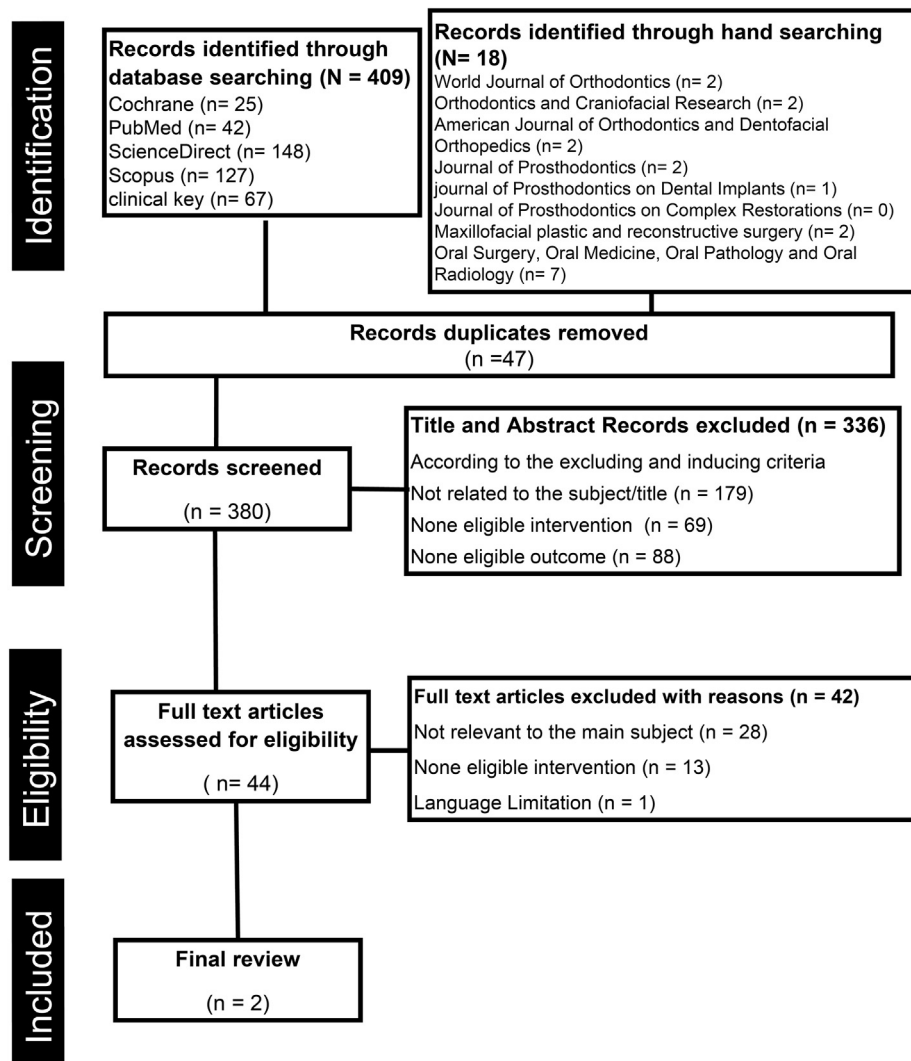 Identification
Records identified through
database searching (N = 409)
Cochrane (n= 25)
PubMed (n= 42)
ScienceDirect (n= 148)
Scopus (n= 127)
clinical key (n= 67)
Records identified through hand searching
(N= 18)
World Journal of Orthodontics (n= 2)
Orthodontics and Craniofacial Research (n= 2)
American Journal of Orthodontics and Dentofacial
Orthopedics (n= 2)
Journal of Prosthodontics (n= 2)
journal of Prosthodontics on Dental Implants (n= 1)
Journal of Prosthodontics on Complex Restorations (n= 0)
Maxillofacial plastic and reconstructive surgery (n= 2)
Oral Surgery, Oral Medicine, Oral Pathology and Oral
Radiology (n= 7)
Records duplicates removed
(n =47)
Screening
Records screened
(n = 380)
Title and Abstract Records excluded (n = 336)
According to the excluding and inducing criteria
Not related to the subject/title (n = 179)
None eligible intervention (n = 69)
None eligible outcome (n = 88)
Eligibility
Full text articles
assessed for eligibility
( n= 44)
Full text articles excluded with reasons (n = 42)
Not relevant to the main subject (n = 28)
None eligible intervention (n = 13)
Language Limitation (n = 1)
Included
Final review
(n = 2)